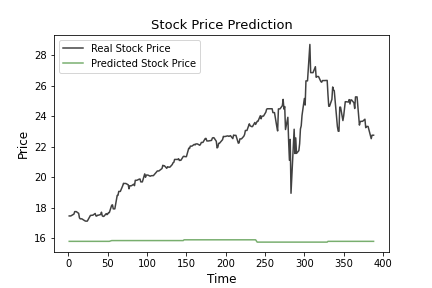 Stock Price Prediction
Real Stock Price
Predicted Stock Price
Price
28
26
24
22
20
18
16
0 50 100 150 200 250 300 350 400
Time